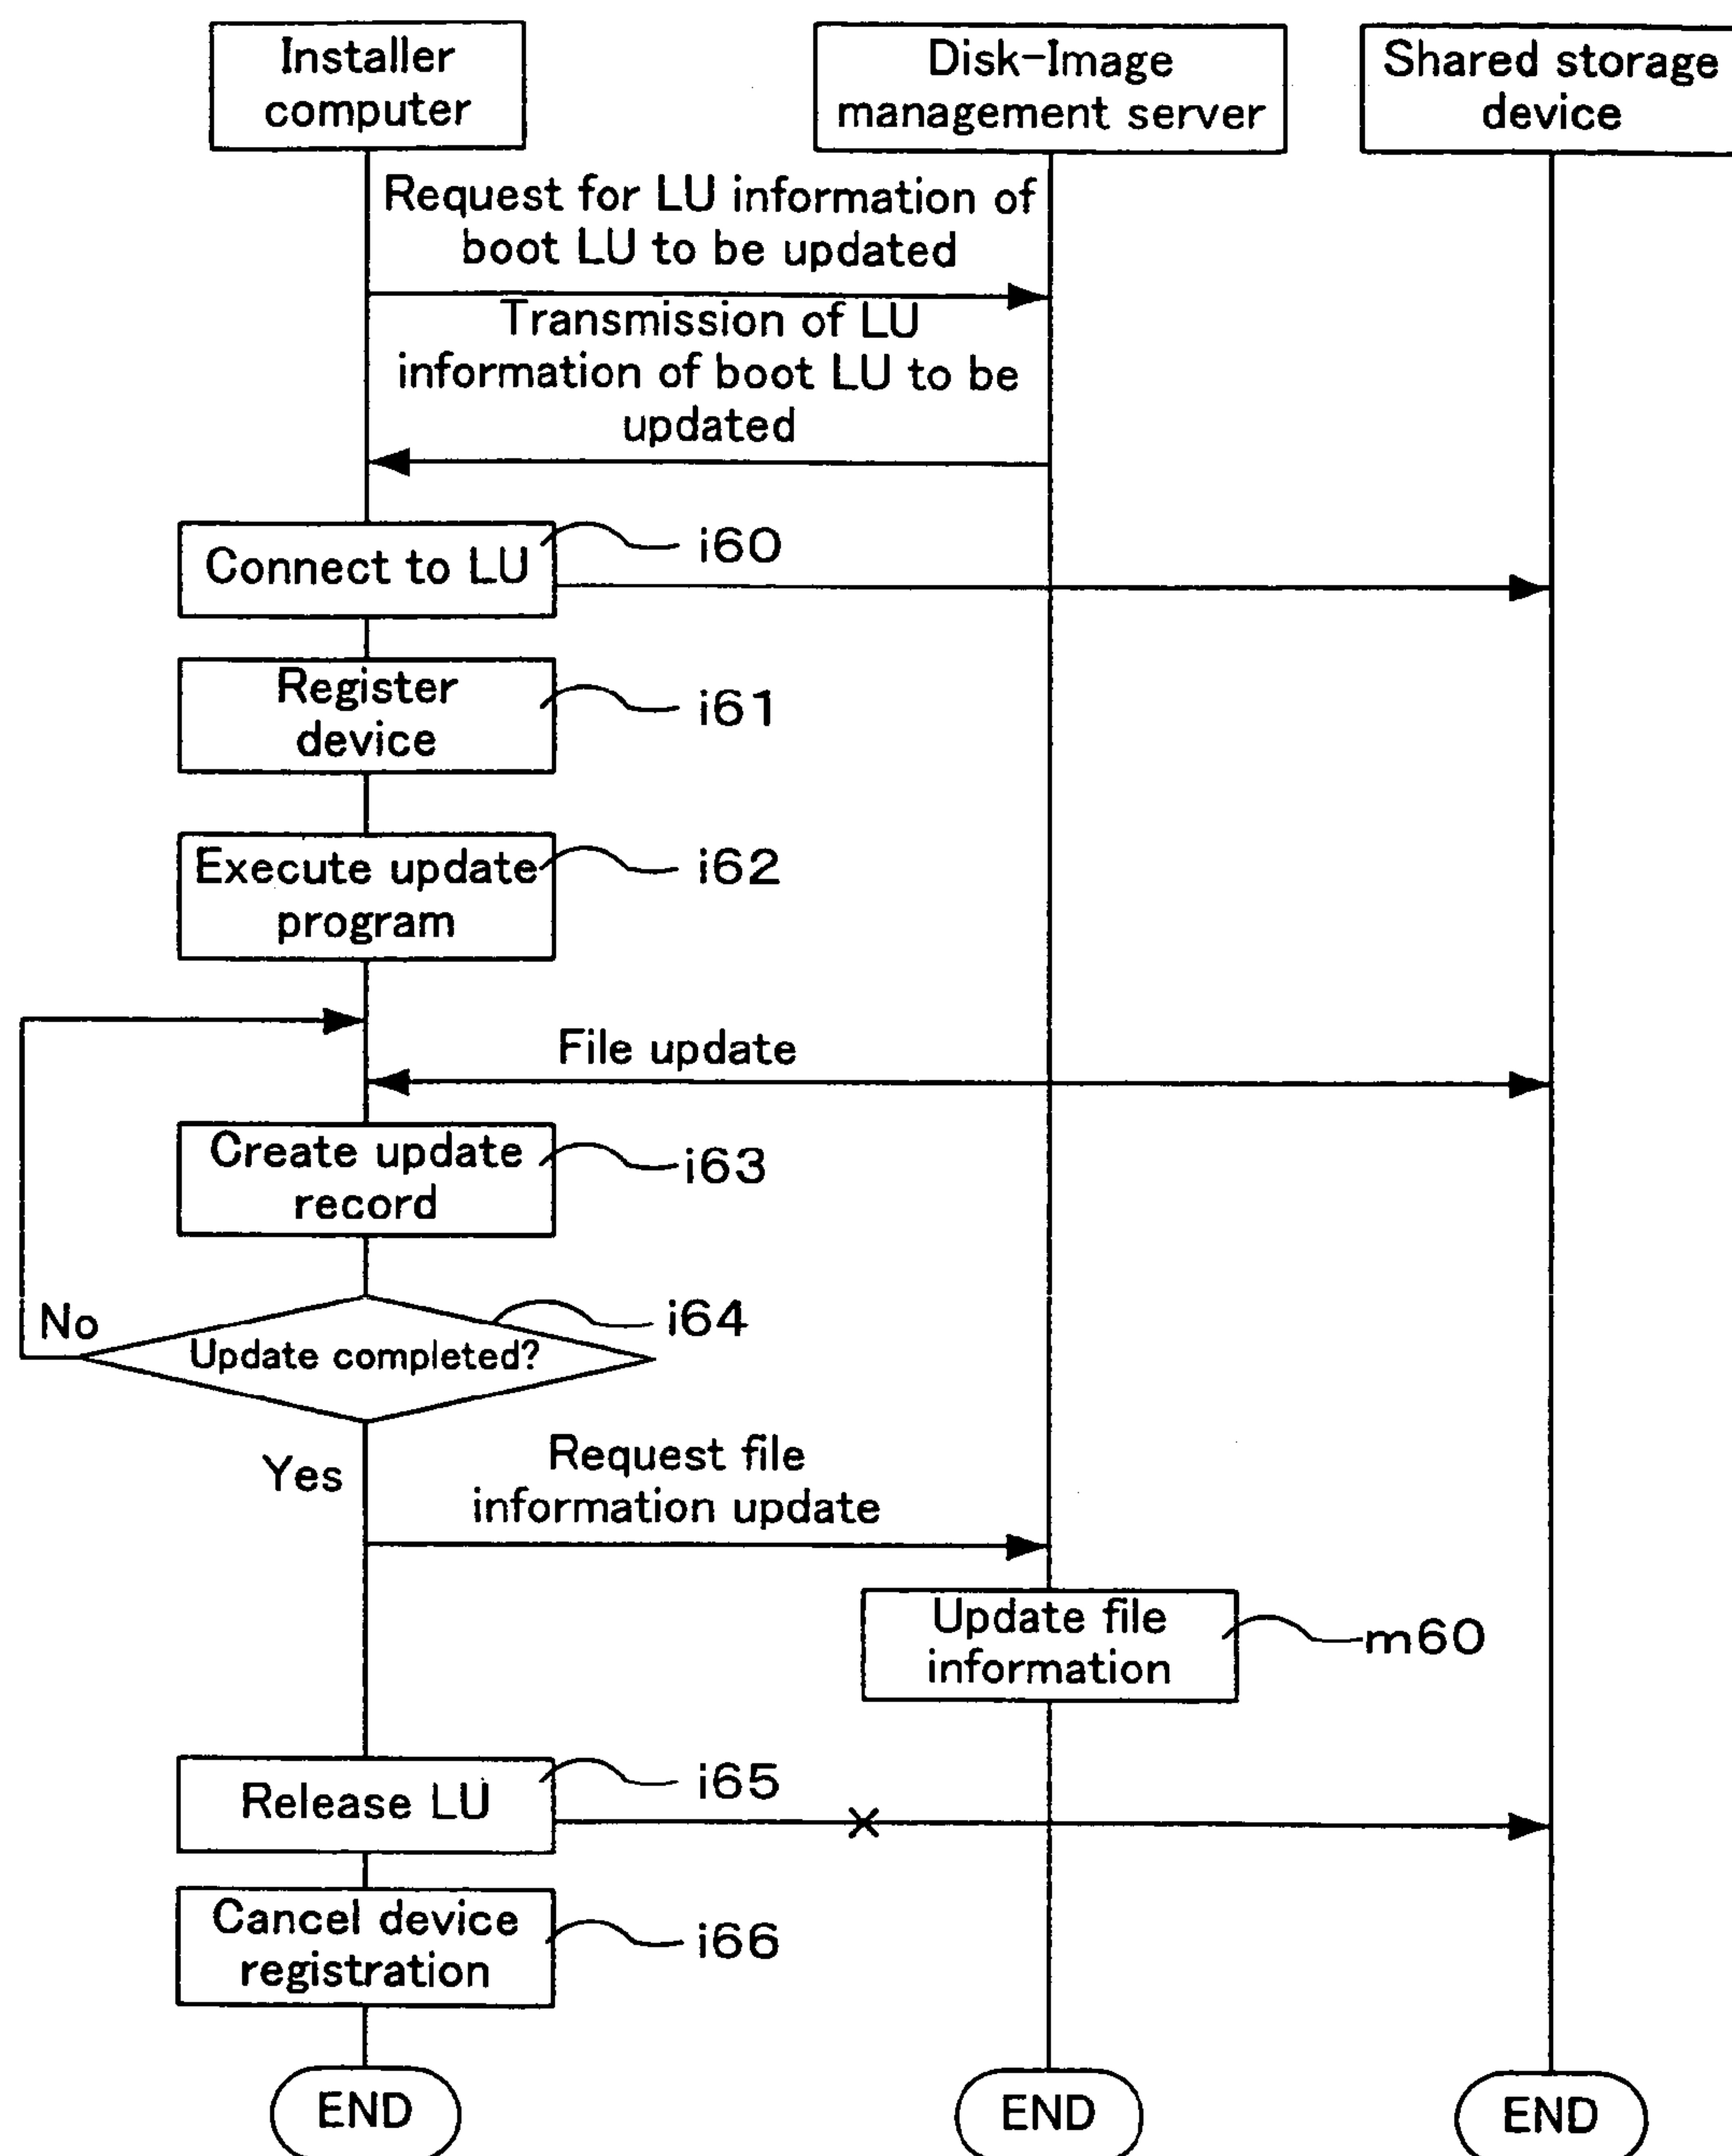 Installer
computer
Disk-Image
management server
Shared storage
device
Request for LU information of
boot LU to be updated
Transmission of LU
information of boot LU to be
updated
Connect to LU
i60
Register
device
i61
Execute update
program
i62
File update
Create update
record
i63
No
Update completed?
i64
Yes
Request file
information update
Update file
information
m60
Release LU
i65
Cancel device
registration
i66
END
END
END